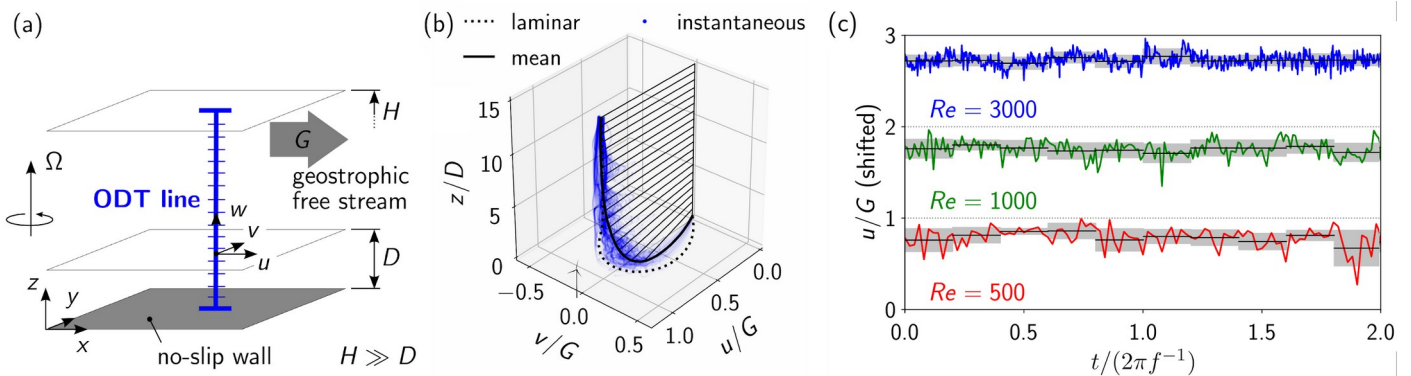 (a)
H
G
geostrophic
free stream
Ω
ODT line
w
v
u
D
z
y
x
no-slip wall
H ≫ D
(b)
laminar
instantaneous
mean
z/D
15
10
5
0
−0.5
0.0
0.5
v/G
0.0
0.5
1.0
u/G
(c)
u/G (shifted)
3
2
1
0
Re = 3000
Re = 1000
Re = 500
0.0 0.5 1.0 1.5 2.0
t/(2πf⁻¹)